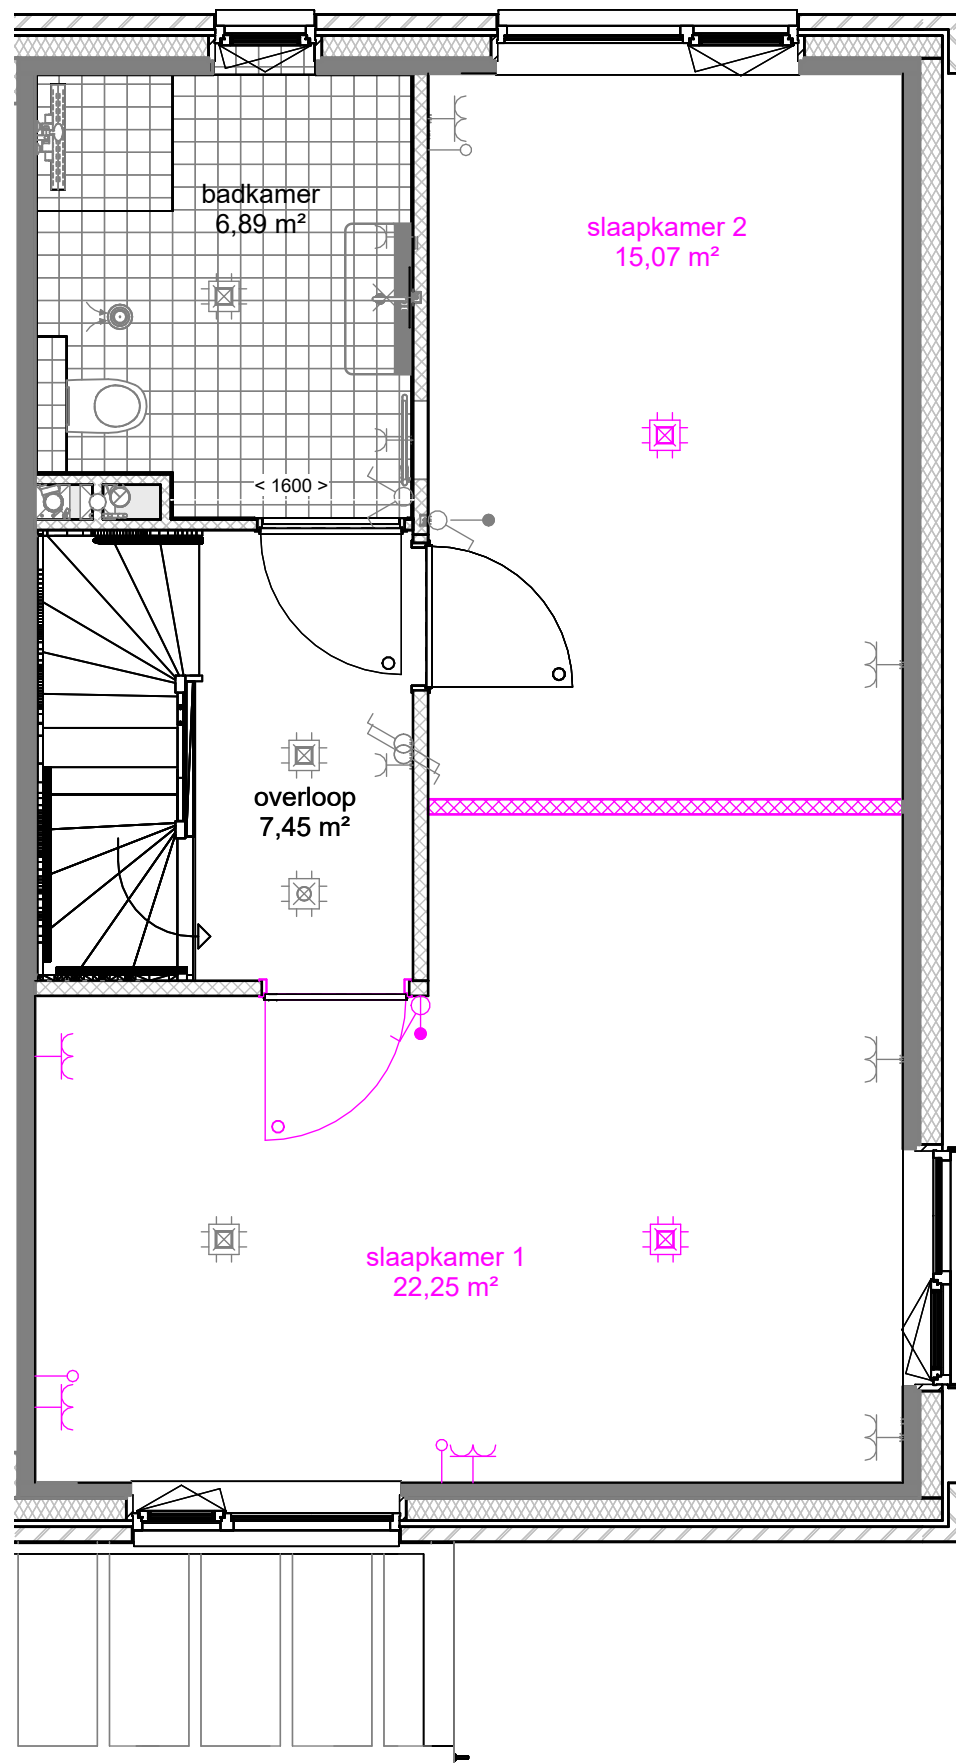 badkamer
6,89 m²
slaapkamer 2
15,07 m²
< 1600 >
overloop
7,45 m²
slaapkamer 1
22,25 m²